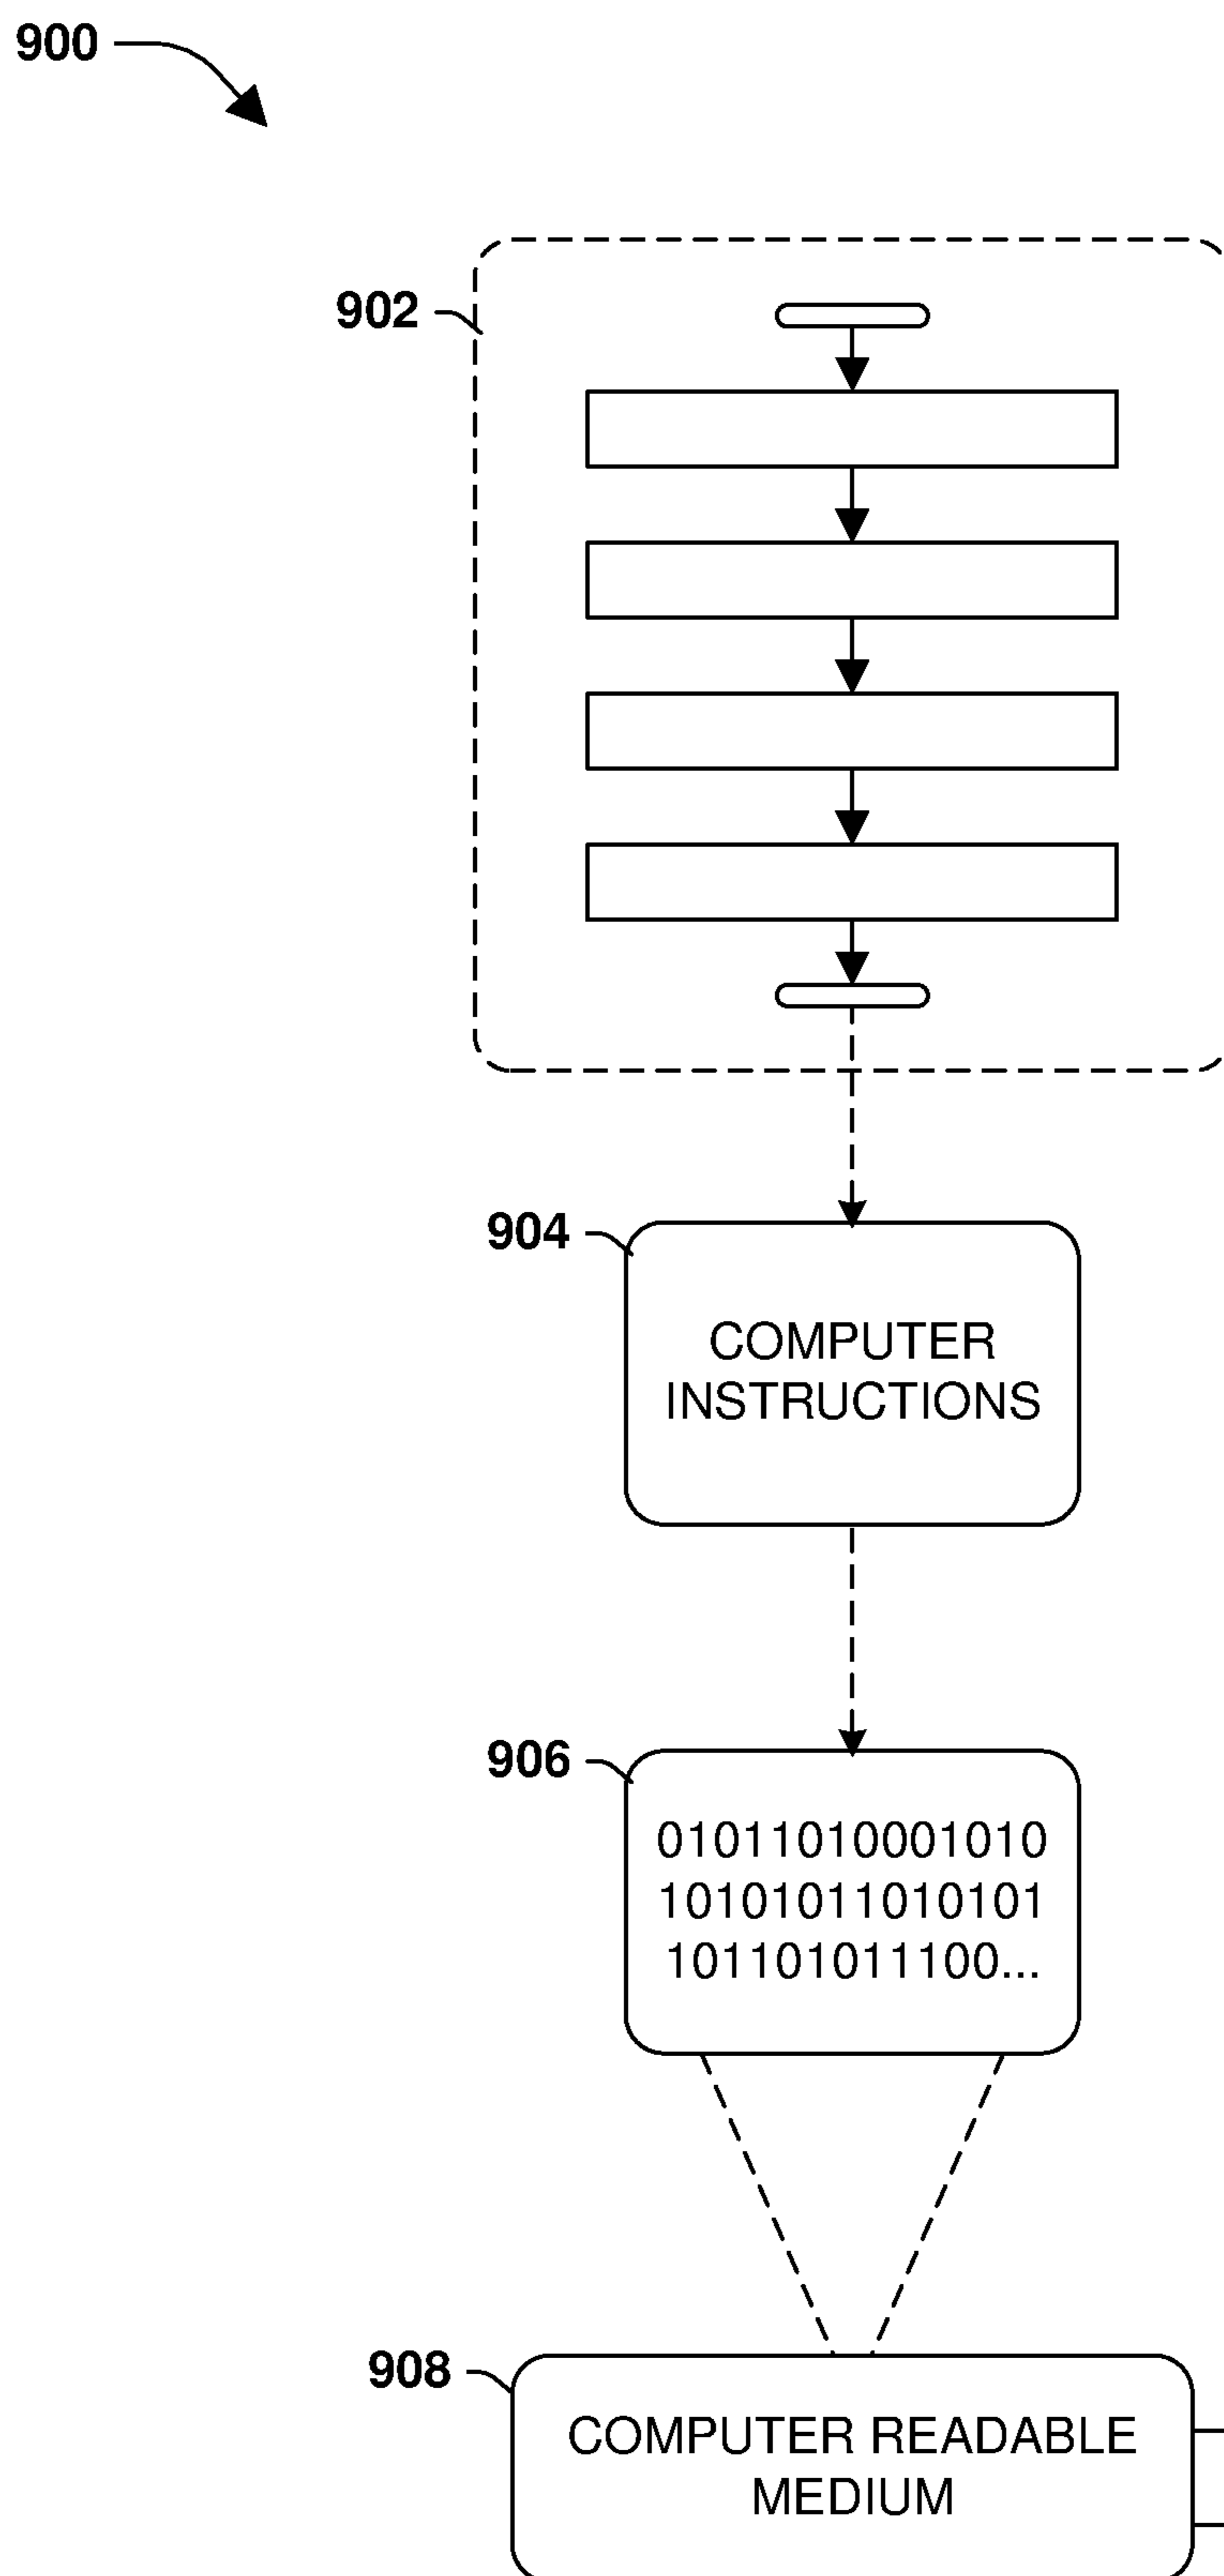 900
902
904
COMPUTER
INSTRUCTIONS
906
01011010001010
10101011010101
101101011100...
908
COMPUTER READABLE
MEDIUM